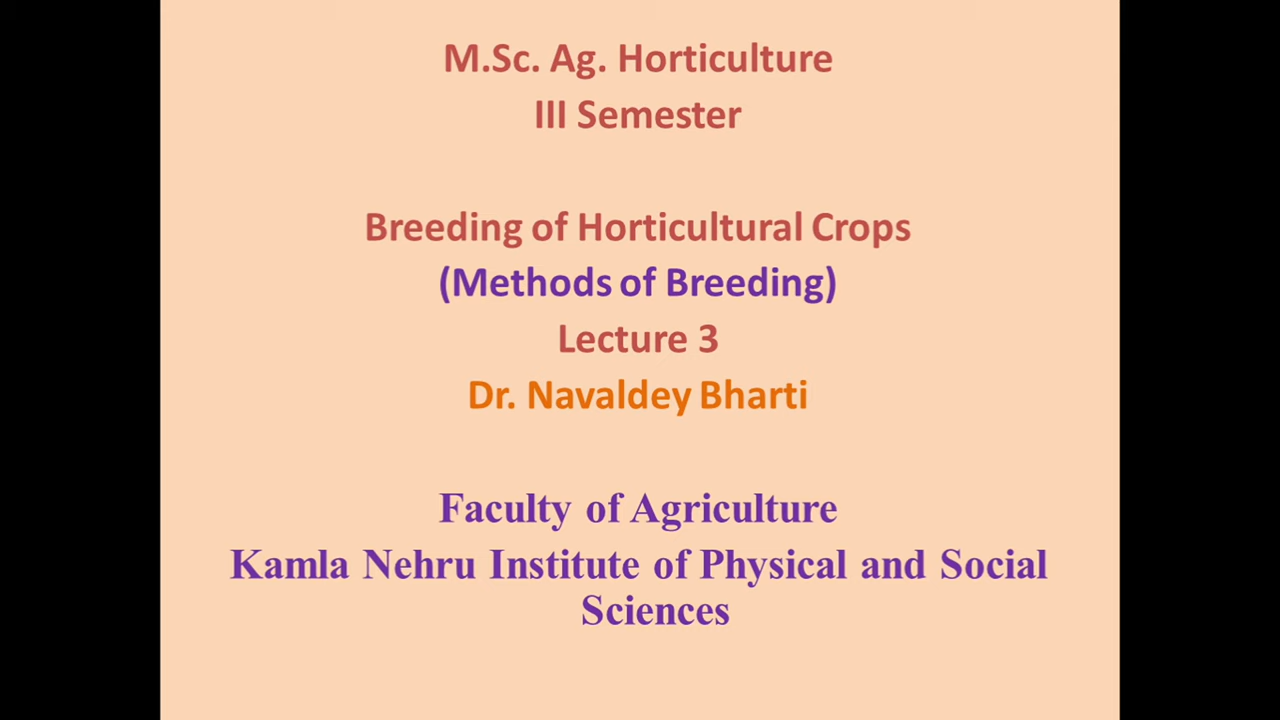 M.Sc. Ag. Horticulture
III Semester
Breeding of Horticultural Crops
(Methods of Breeding)
Lecture 3
Dr. Navaldey Bharti
Faculty of Agriculture
Kamla Nehru Institute of Physical and Social
Sciences